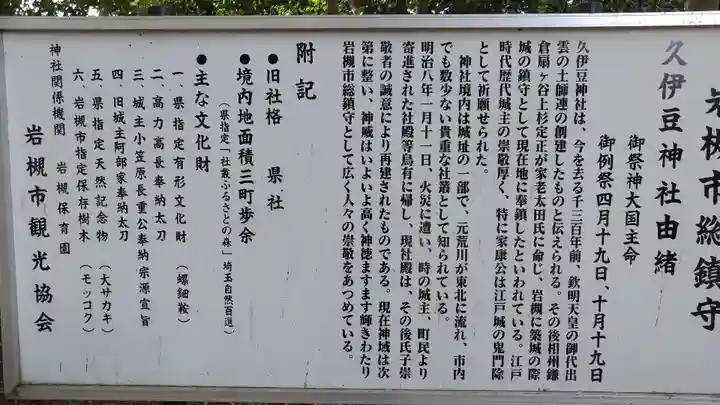 岩槻市総鎮守
久伊豆神社由緒
御祭神大国主命
御例祭四月十九日、十月十九日
久伊豆神社は、今を去る千三百年前、欽明天皇の御代出
雲の土師連の創建したものと伝えられる。その後相州鎌
倉扇ヶ谷上杉定正が家老太田氏に命じ、岩槻に築城の際
城の鎮守として現在地に奉鎮したといわれている。江戸
時代歴代城主の崇敬厚く、特に家康公は江戸城の鬼門除
として祈願せられた。
神社境内は城址の一部で、元荒川が東北に流れ、市内
でも数少ない貴重な社叢として知られている。
明治八年一月十一日、火災に遭い、時の城主、町民より
寄進された社殿等烏有に帰し、現社殿は、その後氏子崇
敬者の誠意により再建されたものである。現在神域は次
第に整い、神威はいよいよ高く神徳ますます輝きわたり
岩槻市総鎮守として広く人々の崇敬をあつめている。
附記
●旧社格 県社
●境内地面積三町歩余
(県指定「社叢ふるさとの森」埼玉自然百選)
●主な文化財
一、県指定有形文化財(螺鈿鞍)
二、高力高長奉納太刀
三、城主小笠原長重公奉納宗源宣旨
四、旧城主阿部家奉納太刀
五、県指定天然記念物(大サカキ)
六、岩槻市指定保存樹木(モッコク)
神社関係機関 岩槻保育園
岩槻市観光協会